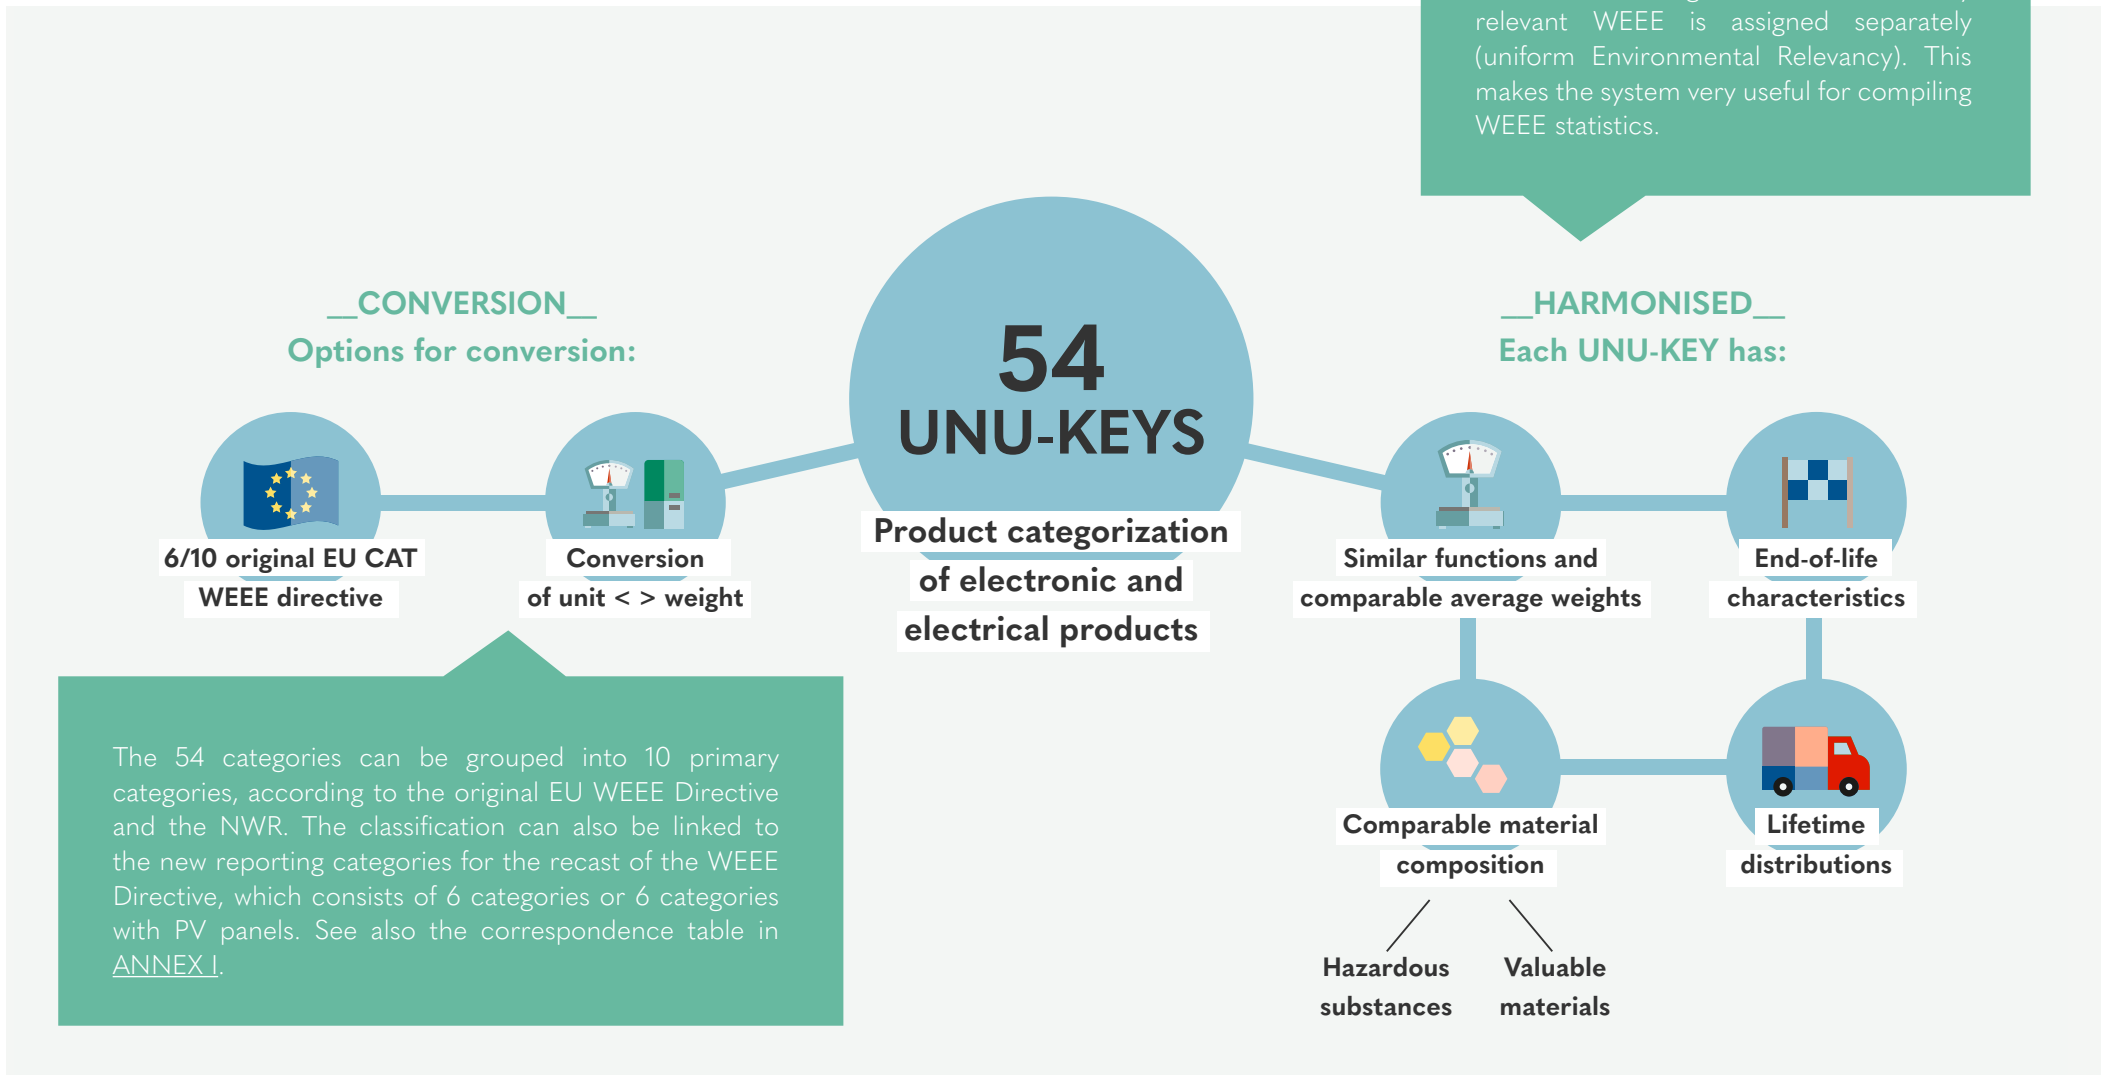 relevant WEEE is assigned separately
(uniform Environmental Relevancy). This
makes the system very useful for compiling
WEEE statistics.
__CONVERSION__
Options for conversion:
54
UNU-KEYS
Product categorization
of electronic and
electrical products
__HARMONISED__
Each UNU-KEY has:
6/10 original EU CAT
WEEE directive
Conversion
of unit < > weight
Similar functions and
comparable average weights
End-of-life
characteristics
The 54 categories can be grouped into 10 primary
categories, according to the original EU WEEE Directive
and the NWR. The classification can also be linked to
the new reporting categories for the recast of the WEEE
Directive, which consists of 6 categories or 6 categories
with PV panels. See also the correspondence table in
ANNEX I.
Comparable material
composition
Lifetime
distributions
Hazardous
substances
Valuable
materials